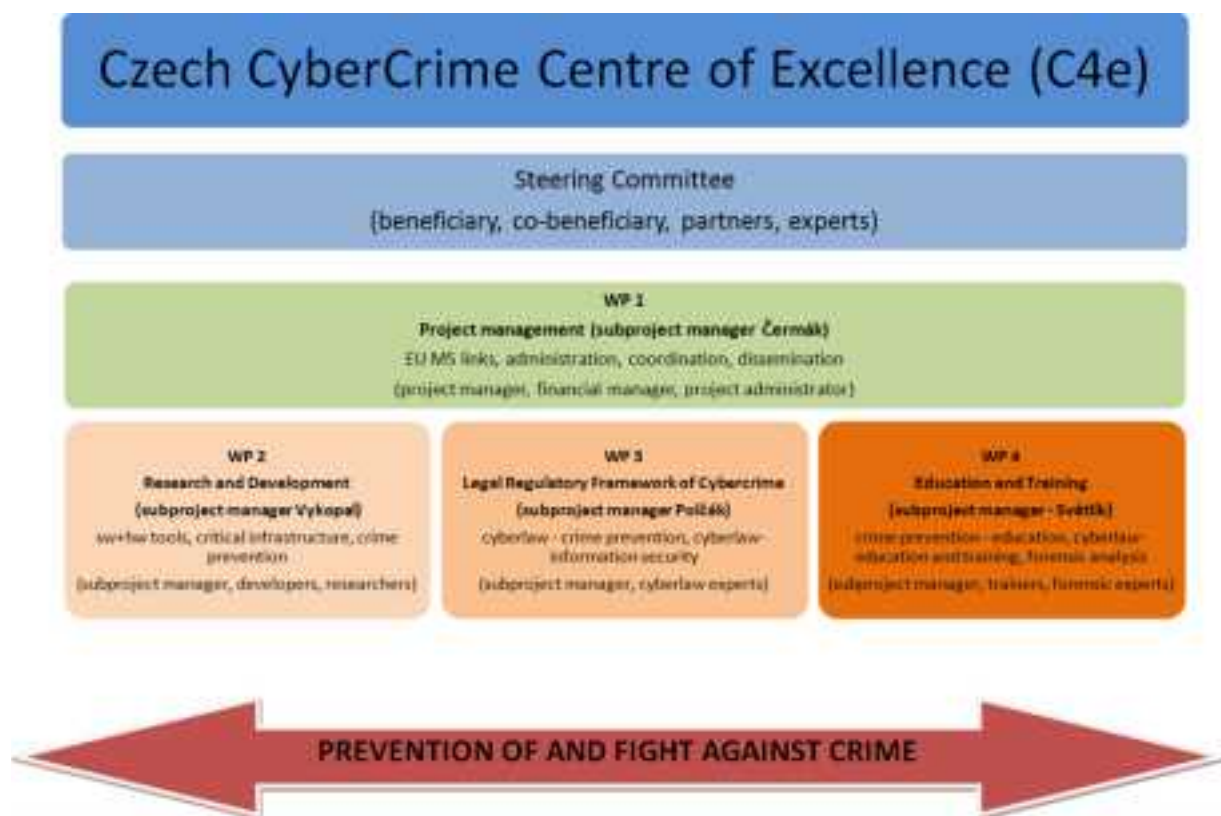 Czech CyberCrime Centre of Excellence (C4e)
Steering Committee
(beneficiary, co-beneficiary, partners, experts)
WP 1
Project management (subproject manager Čermák)
EU MS links, administration, coordination, dissemination
(project manager, financial manager, project administrator)
WP 2
Research and Development
(subproject manager Vykopal)
sw+hw tools, critical infrastructure, crime
prevention
(subproject manager, developers, researchers)
WP 3
Legal Regulatory Framework of Cybercrime
(subproject manager Polčák)
cyberlaw - crime prevention, cyberlaw-
information security
(subproject manager, cyberlaw experts)
WP 4
Education and Training
(subproject manager - Světlík)
crime prevention - education, cyberlaw-
education and training, forensic analysis
(subproject manager, trainers, forensic experts)
PREVENTION OF AND FIGHT AGAINST CRIME